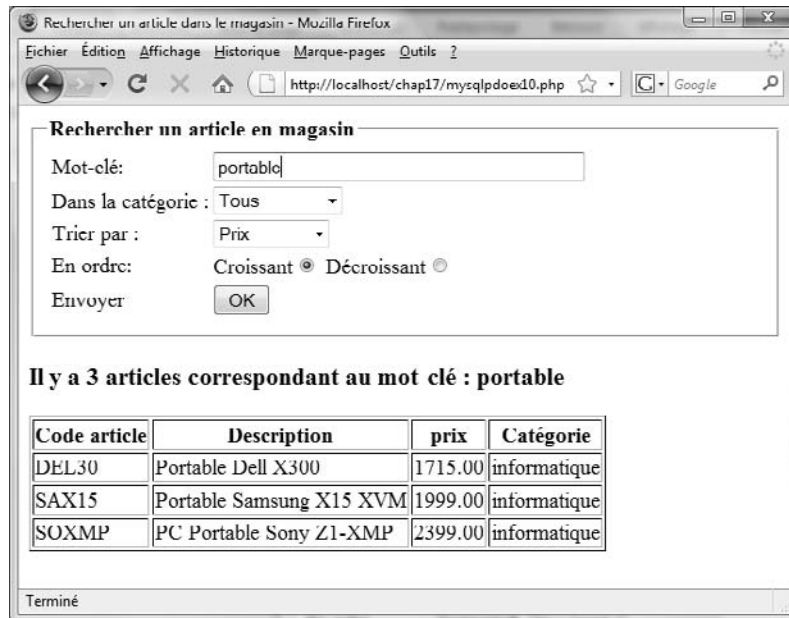 Rechercher un article dans le magasin - Mozilla Firefox
Fichier Édition Affichage Historique Marque-pages Outils ?
http://localhost/chap17/mysqlpdoex10.php Google
Rechercher un article en magasin
Mot-clé: portable
Dans la catégorie : Tous
Trier par : Prix
En ordre: Croissant Décroissant
Envoyer OK
Il y a 3 articles correspondant au mot clé : portable
Code article Description prix Catégorie
DEL30 Portable Dell X300 1715.00 informatique
SAX15 Portable Samsung X15 XVM 1999.00 informatique
SOXMP PC Portable Sony Z1-XMP 2399.00 informatique
Terminé